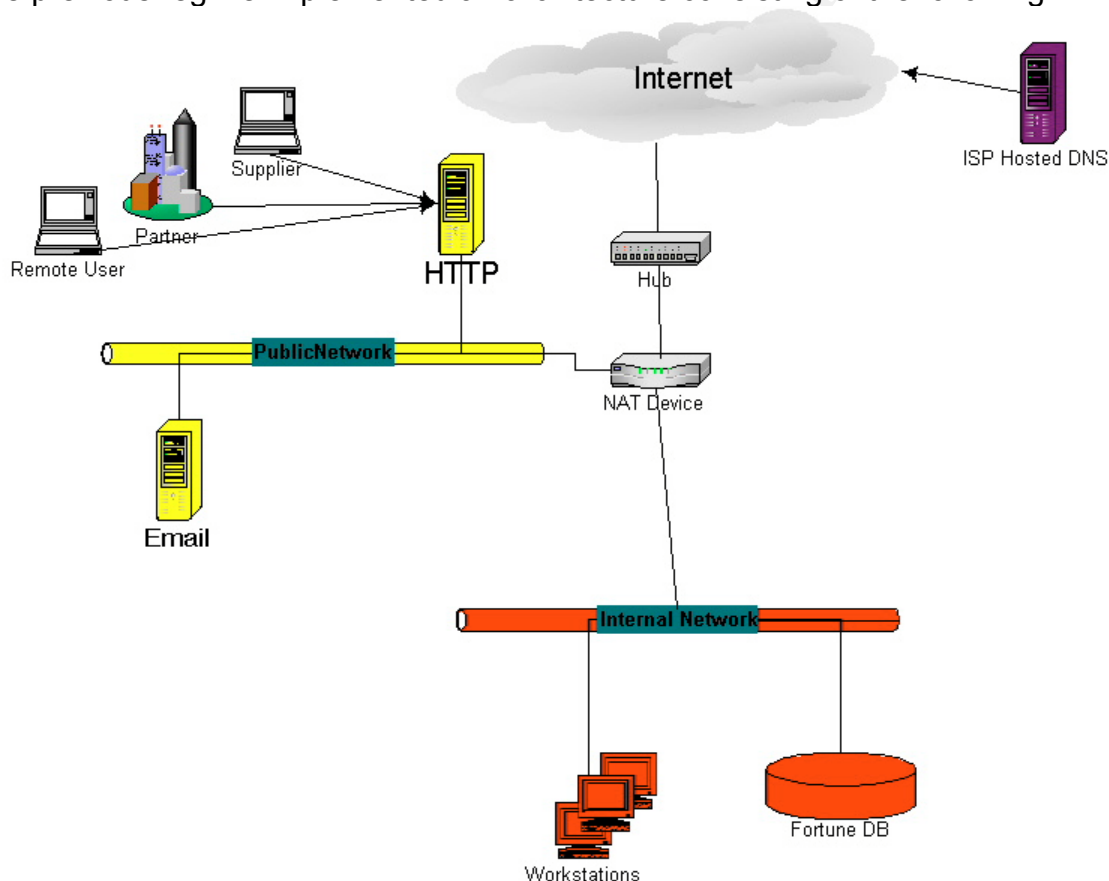 Internet
ISP Hosted DNS
Supplier
Partner
Remote User
HTTP
Hub
PublicNetwork
NAT Device
Email
Internal Network
Fortune DB
Workstations